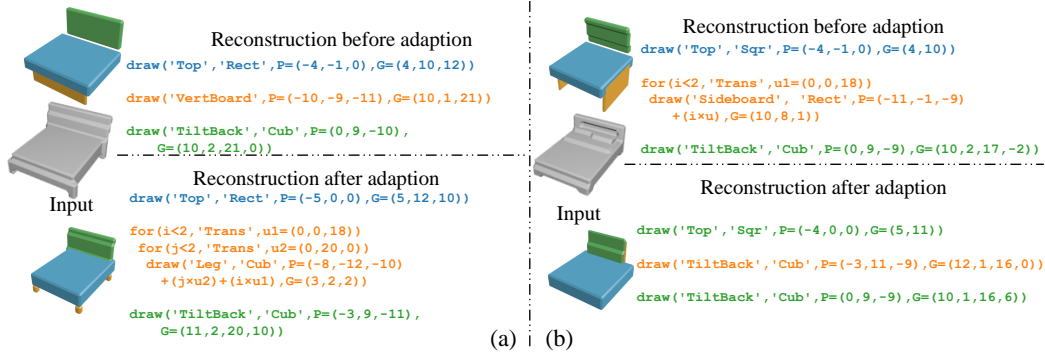 Reconstruction before adaption
draw('Top','Rect',P=(-4,-1,0),G=(4,10,12))
draw('VertBoard',P=(-10,-9,-11),G=(10,1,21))
draw('TiltBack','Cub',P=(0,9,-10),
G=(10,2,21,0))
Reconstruction after adaption
Input
draw('Top','Rect',P=(-5,0,0),G=(5,12,10))
for(i<2,'Trans',u1=(0,0,18))
for(j<2,'Trans',u2=(0,20,0))
draw('Leg','Cub',P=(-8,-12,-10)
+(j×u2)+(i×u1),G=(3,2,2))
draw('TiltBack','Cub',P=(-3,9,-11),
G=(11,2,20,10))
(a)
(b)
Reconstruction before adaption
draw('Top','Sqr',P=(-4,-1,0),G=(4,10))
for(i<2,'Trans',u1=(0,0,18))
draw('Sideboard', 'Rect',P=(-11,-1,-9)
+(i×u),G=(10,8,1))
draw('TiltBack','Cub',P=(0,9,-9),G=(10,2,17,-2))
Reconstruction after adaption
Input
draw('Top','Sqr',P=(-4,0,0),G=(5,11))
draw('TiltBack','Cub',P=(-3,11,-9),G=(12,1,16,0))
draw('TiltBack','Cub',P=(0,9,-9),G=(10,1,16,6))